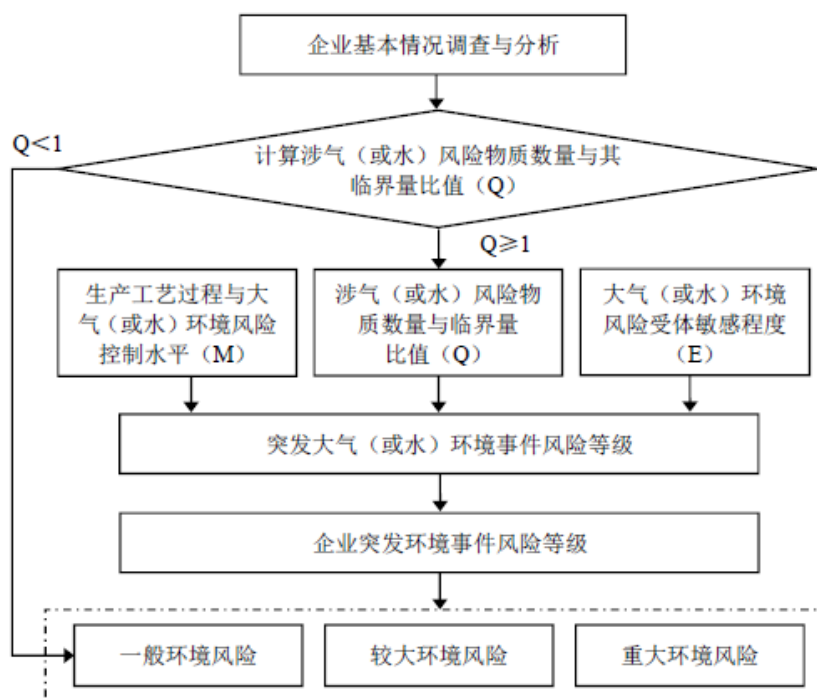 企业基本情况调查与分析
Q＜1
计算涉气（或水）风险物质数量与其
临界量比值（Q）
Q≥1
生产工艺过程与大
气（或水）环境风险
控制水平（M）
涉气（或水）风险物
质数量与临界量
比值（Q）
大气（或水）环境
风险受体敏感程度
（E）
突发大气（或水）环境事件风险等级
企业突发环境事件风险等级
一般环境风险
较大环境风险
重大环境风险